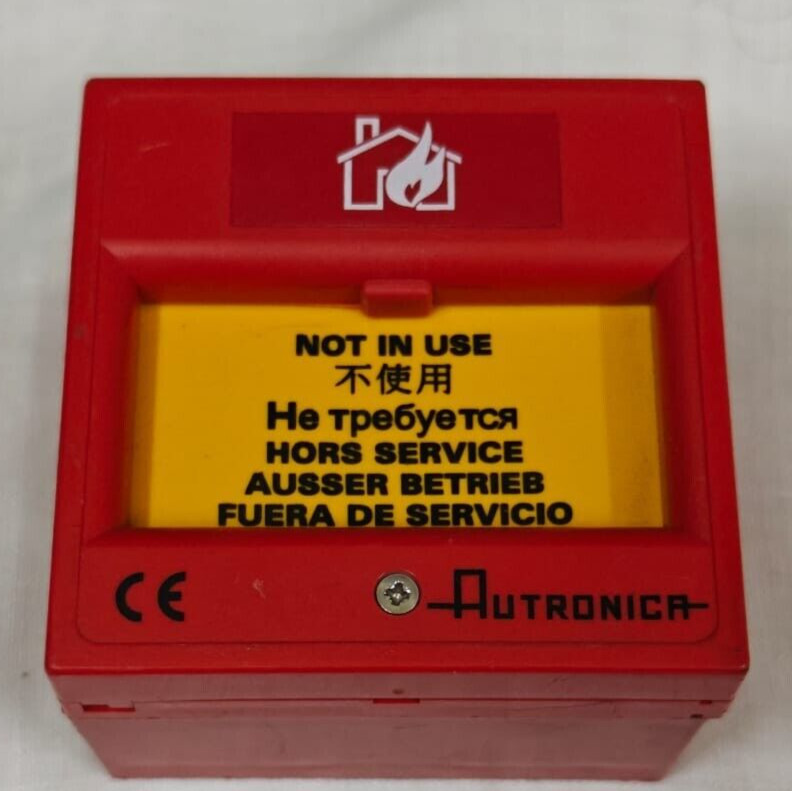 NOT IN USE
不使用
Не требуется
HORS SERVICE
AUSSER BETRIEB
FUERA DE SERVICIO
CE
AUTRONICA